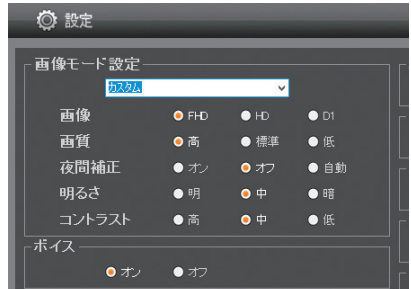 設定
画像モード設定
カスタム
画像 FHD HD D1
画質 高 標準 低
夜間補正 オン オフ 自動
明るさ 明 中 暗
コントラスト 高 中 低
ボイス
オン オフ